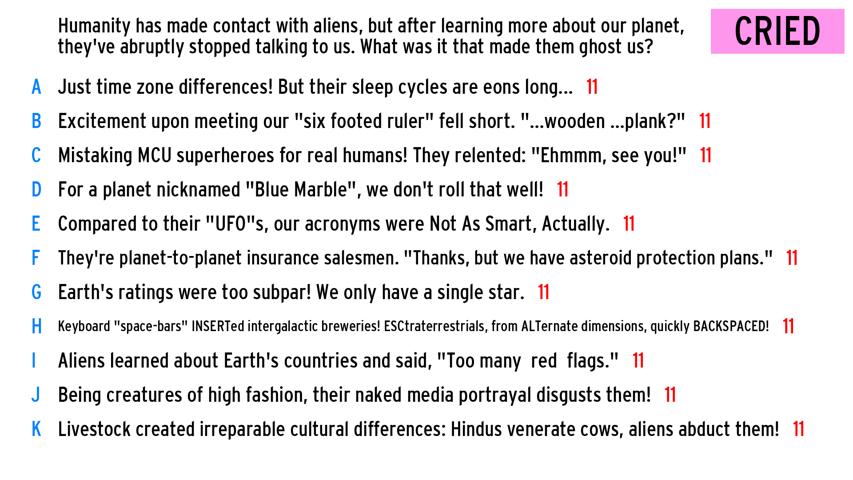 Humanity has made contact with aliens, but after learning more about our planet,
they've abruptly stopped talking to us. What was it that made them ghost us?
CRIED
A Just time zone differences! But their sleep cycles are eons long... 11
B Excitement upon meeting our "six footed ruler" fell short. "...wooden ...plank?" 11
C Mistaking MCU superheroes for real humans! They relented: "Ehmmm, see you!" 11
D For a planet nicknamed "Blue Marble", we don't roll that well! 11
E Compared to their "UFO"s, our acronyms were Not As Smart, Actually. 11
F They're planet-to-planet insurance salesmen. "Thanks, but we have asteroid protection plans." 11
G Earth's ratings were too subpar! We only have a single star. 11
H Keyboard "space-bars" INSERTed intergalactic breweries! ESCtraterrestrials, from ALTernate dimensions, quickly BACKSPACED! 11
I Aliens learned about Earth's countries and said, "Too many red flags." 11
J Being creatures of high fashion, their naked media portrayal disgusts them! 11
K Livestock created irreparable cultural differences: Hindus venerate cows, aliens abduct them! 11